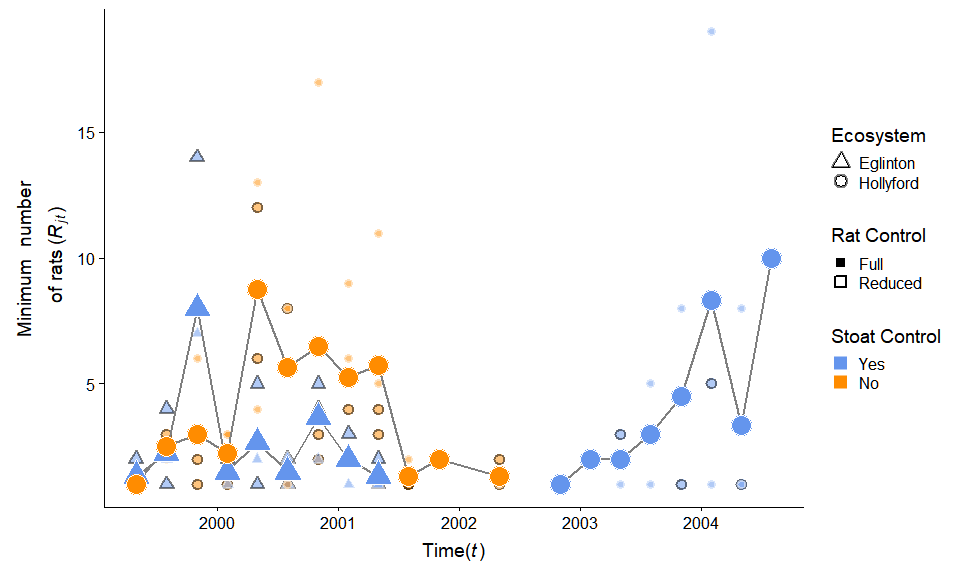 Minimum number
of rats (Rjt)
15
10
5
2000
2001
2002
2003
2004
Time(t)
Ecosystem
Eglinton
Hollyford
Rat Control
Full
Reduced
Stoat Control
Yes
No